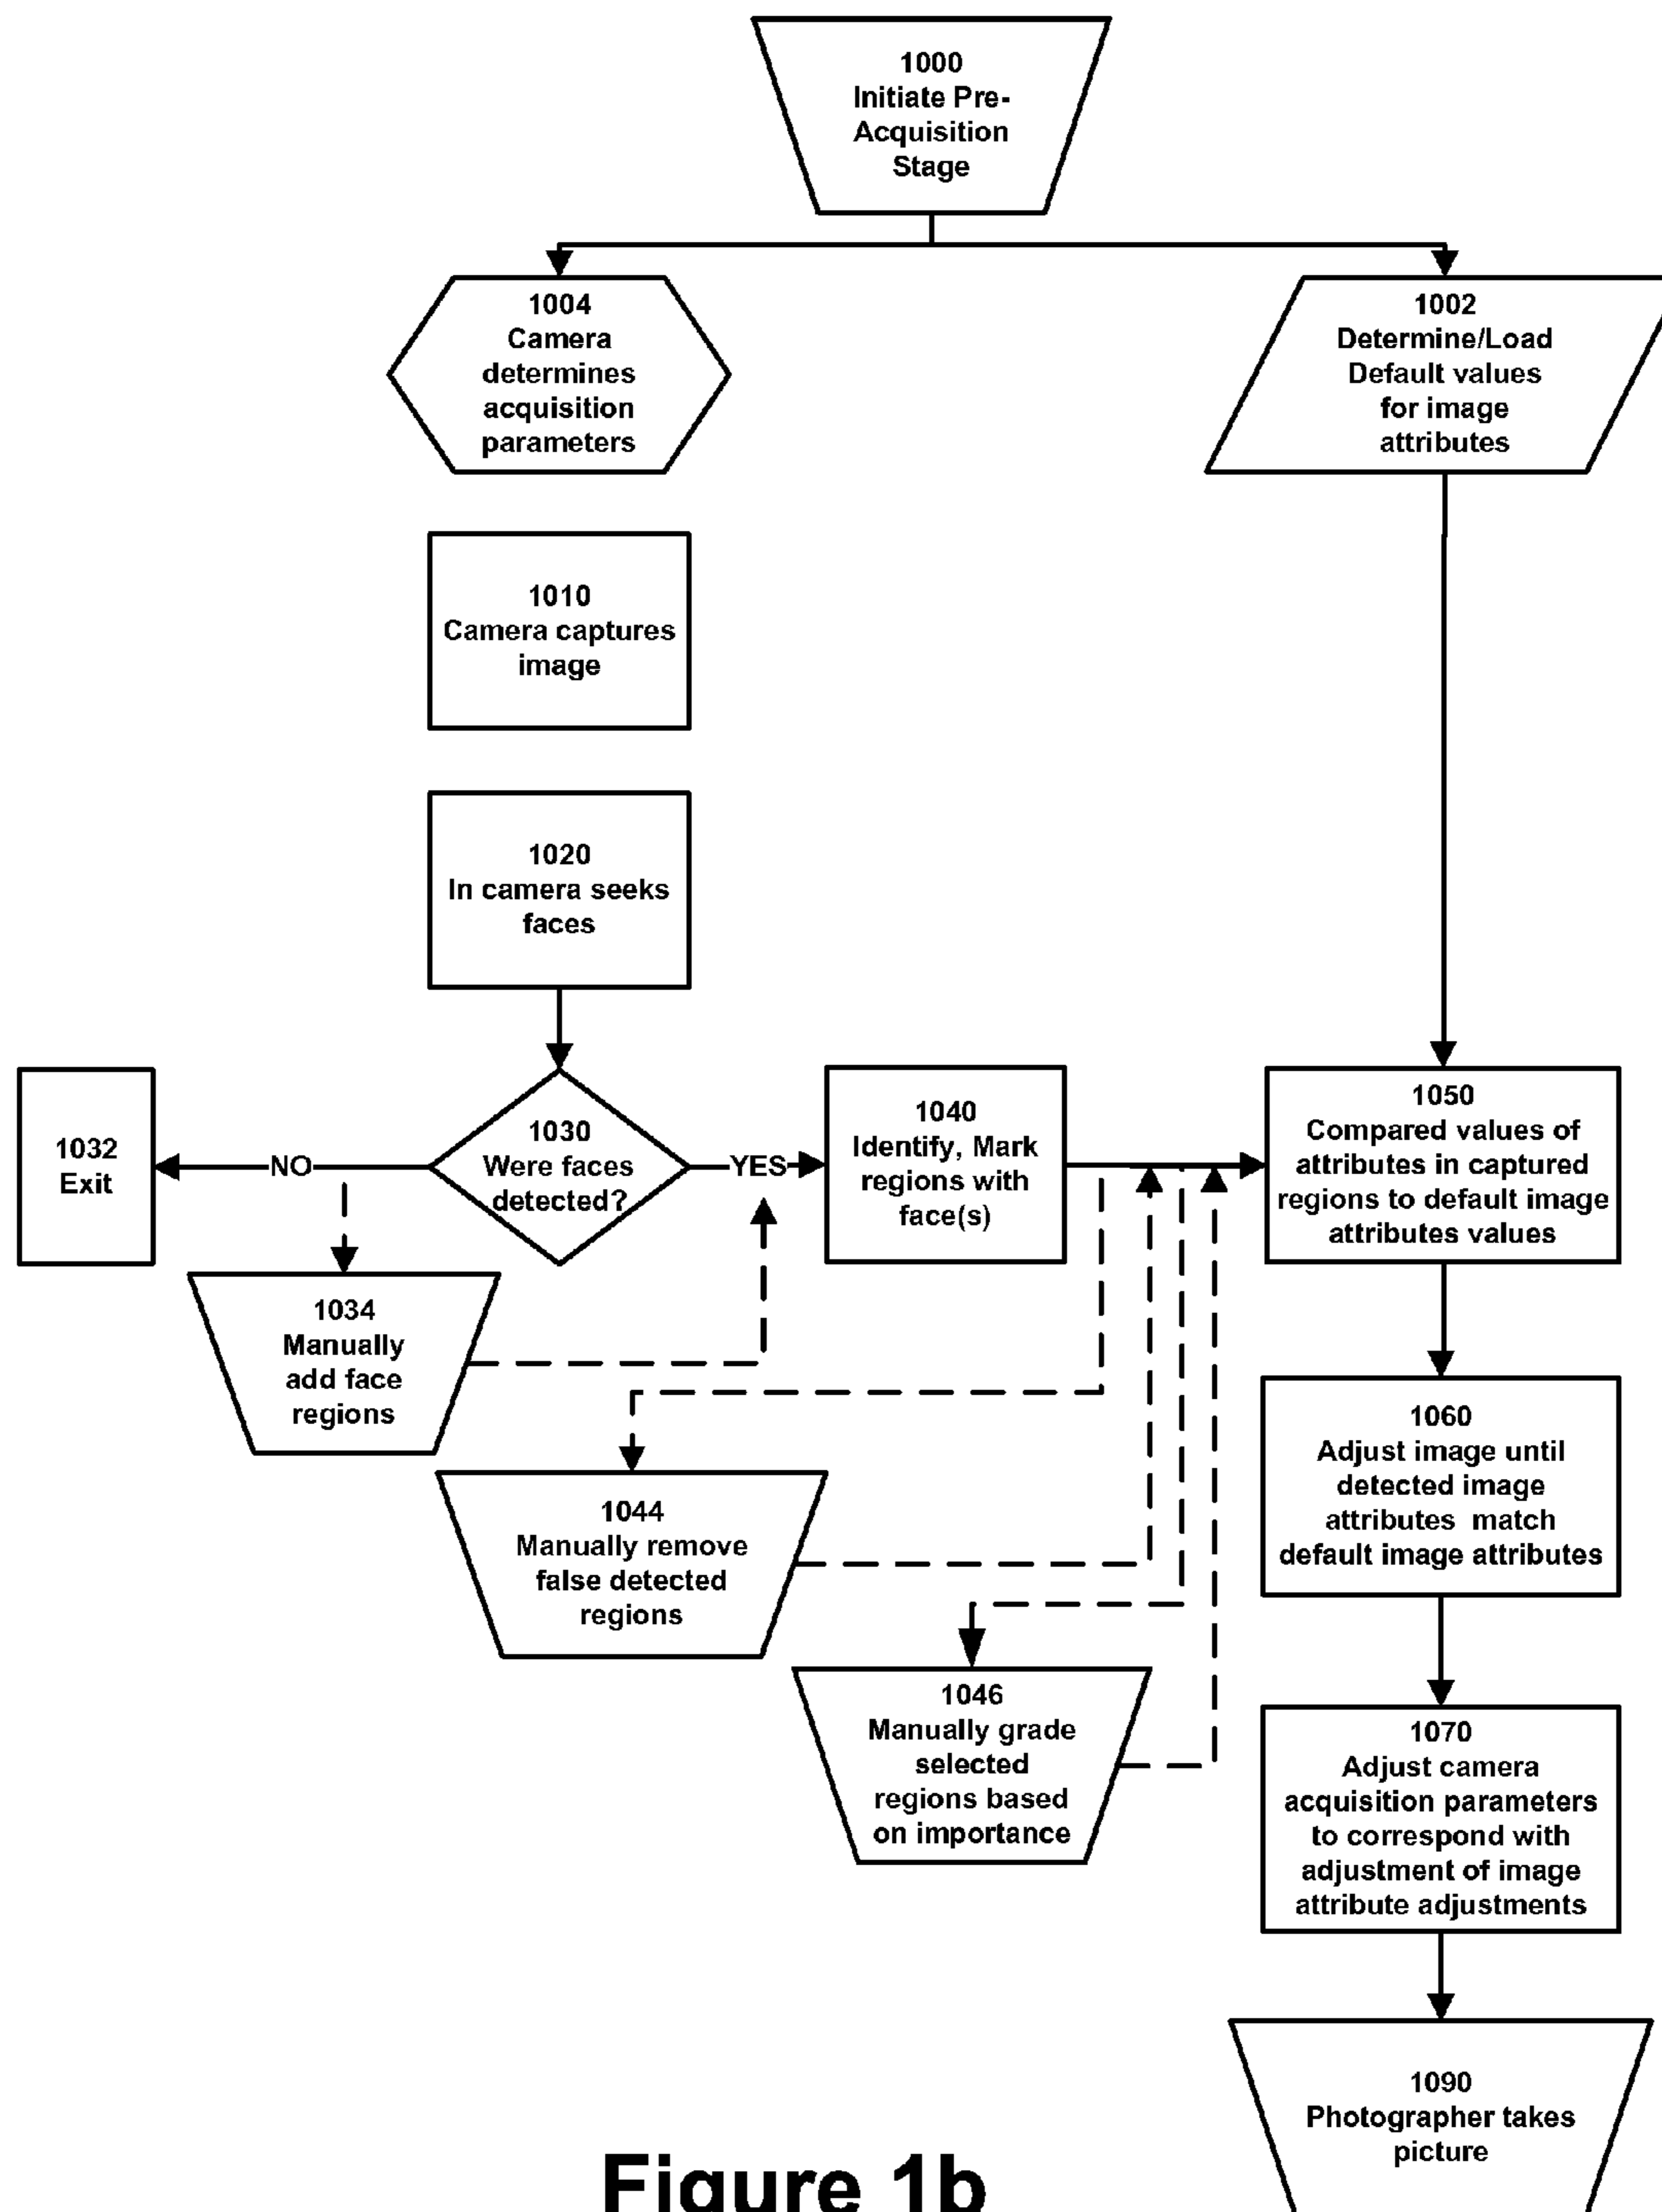 1000
Initiate Pre-
Acquisition
Stage
1004
Camera
determines
acquisition
parameters
1002
Determine/Load
Default values
for image
attributes
1010
Camera captures
image
1020
In camera seeks
faces
1032
Exit
NO
1030
Were faces
detected?
YES
1040
Identify, Mark
regions with
face(s)
1050
Compared values of
attributes in captured
regions to default image
attributes values
1034
Manually
add face
regions
1044
Manually remove
false detected
regions
1046
Manually grade
selected
regions based
on importance
1060
Adjust image until
detected image
attributes match
default image attributes
1070
Adjust camera
acquisition parameters
to correspond with
adjustment of image
attribute adjustments
1090
Photographer takes
picture
Figure 1b